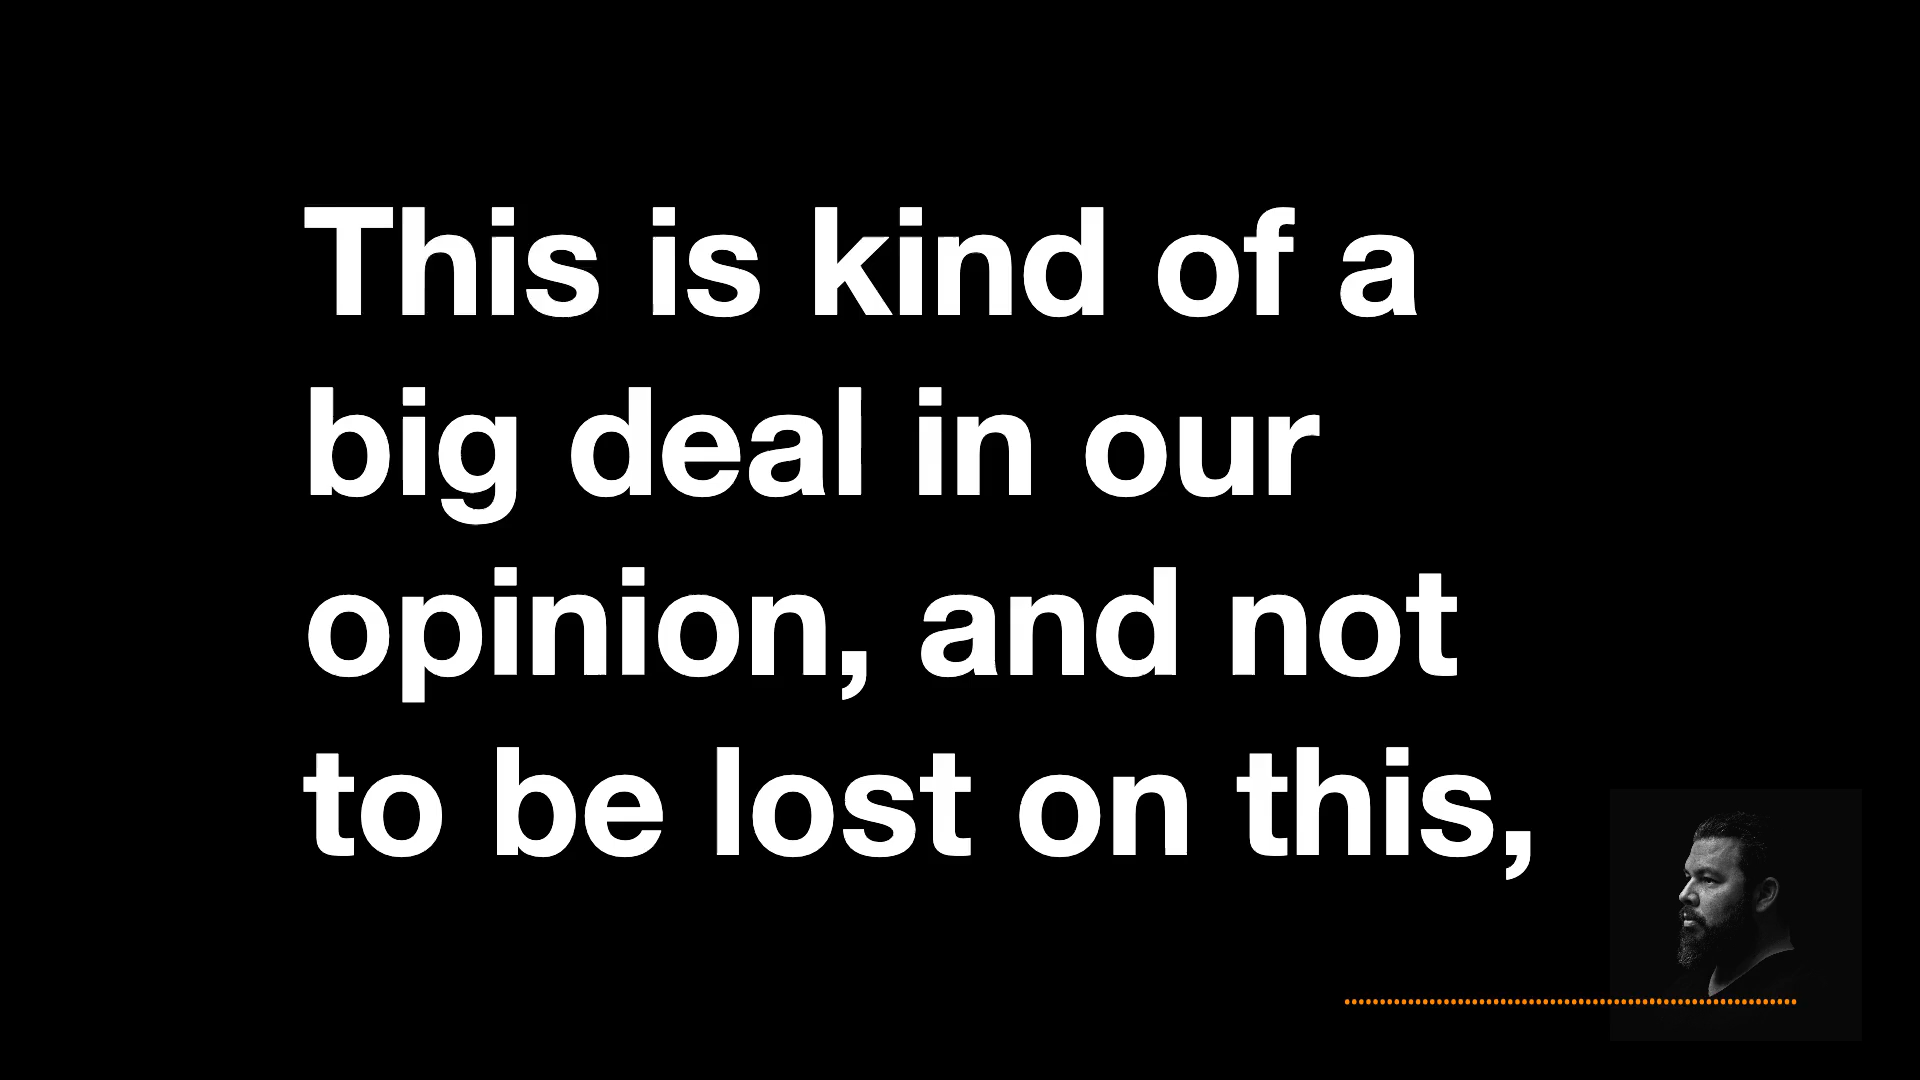 This is kind of a
big deal in our
opinion, and not
to be lost on this,